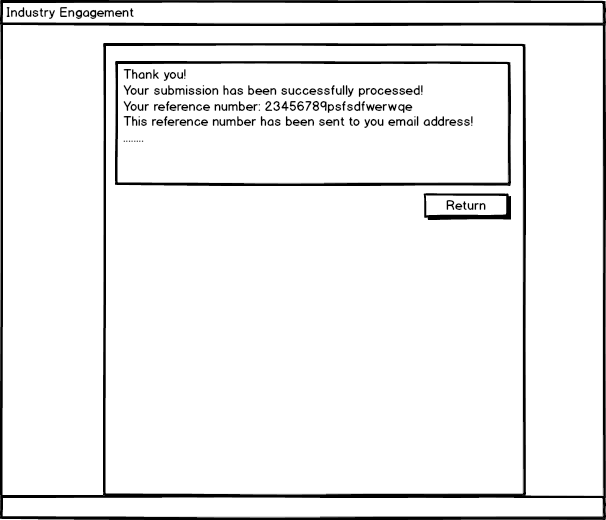 Industry Engagement
Thank you!
Your submission has been successfully processed!
Your reference number: 23456789psfsdfwerwqe
This reference number has been sent to you email address!
........
Return